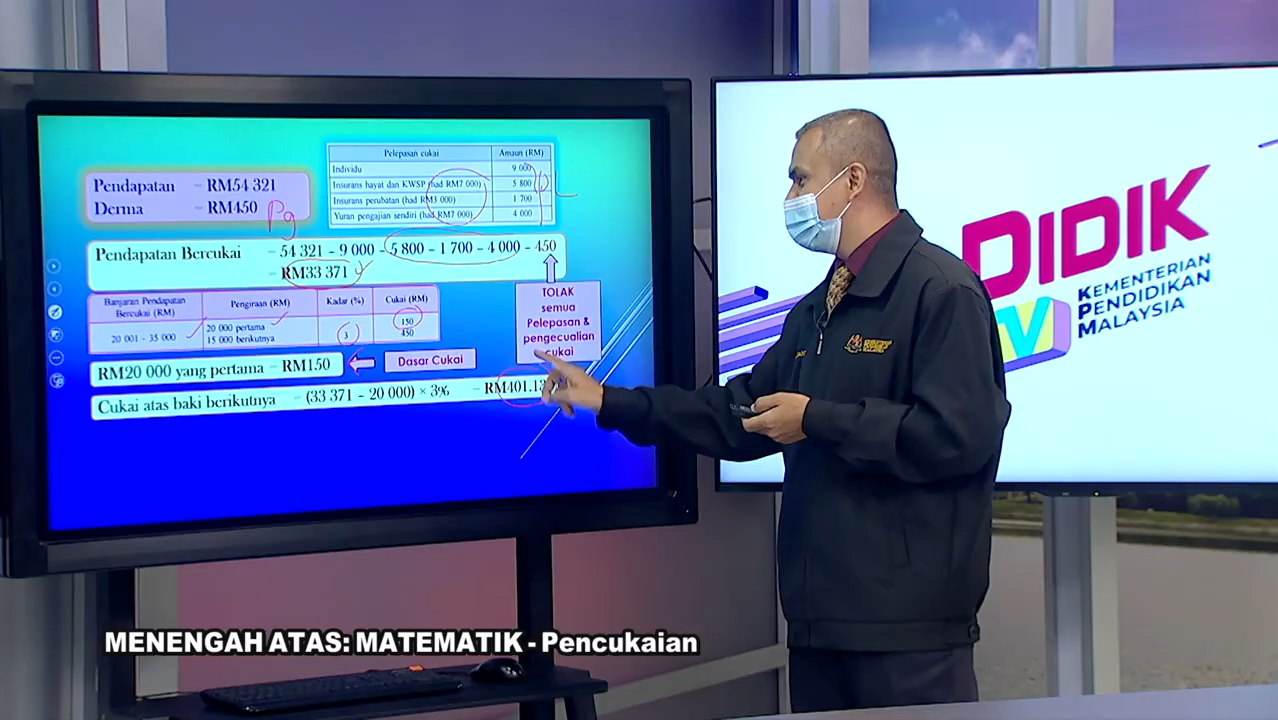 Pendapatan = RM54 321
Derma = RM450
Pg
Pelepasan cukai Amaun (RM)
Individu 9 000
Insurans hayat dan KWSP (had RM7 000) 5 800
Insurans perubatan (had RM3 000) 1 700
Yuran pengajian sendiri (had RM7 000) 4 000
Pendapatan Bercukai = 54 321 - 9 000 - 5 800 - 1 700 - 4 000 - 450
= RM33 371
Banjaran Pendapatan Bercukai (RM) Pengiraan (RM) Kadar (%) Cukai (RM)
20 001 - 35 000 20 000 pertama 150
15 000 berikutnya 3 450
TOLAK
semua
Pelepasan &
pengecualian
cukai
RM20 000 yang pertama = RM150
Dasar Cukai
Cukai atas baki berikutnya = (33 371 - 20 000) × 3% = RM401.13
DIDIK
TV
KEMENTERIAN
PENDIDIKAN
MALAYSIA
MENENGAH ATAS: MATEMATIK - Pencukaian